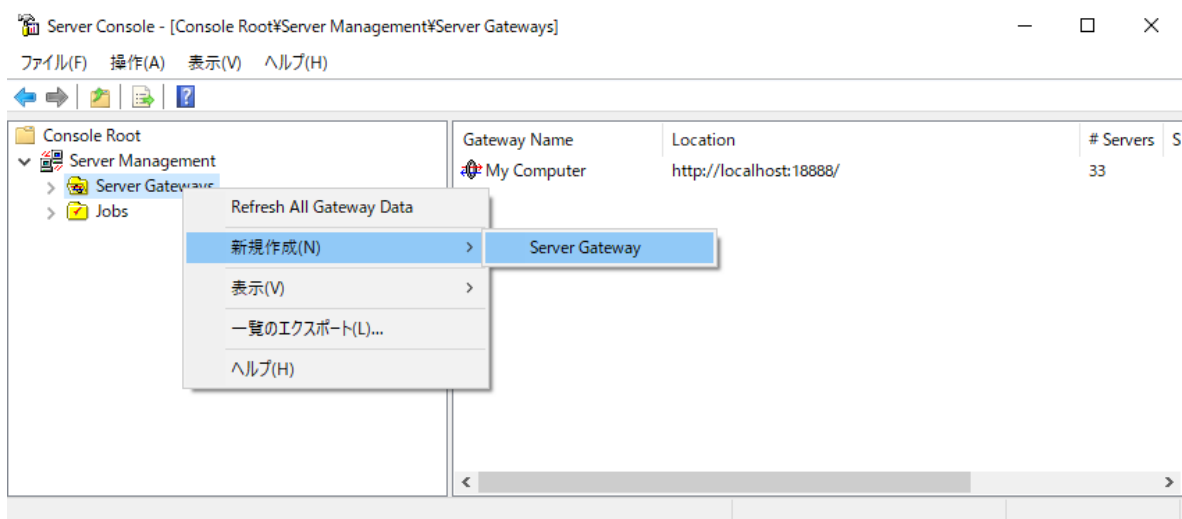 Server Console - [Console Root¥Server Management¥Server Gateways]
ファイル(F) 操作(A) 表示(V) ヘルプ(H)
Console Root
Server Management
Server Gateways
Jobs
Refresh All Gateway Data
新規作成(N)
Server Gateway
表示(V)
一覧のエクスポート(L)...
ヘルプ(H)
Gateway Name Location # Servers S
My Computer http://localhost:18888/ 33